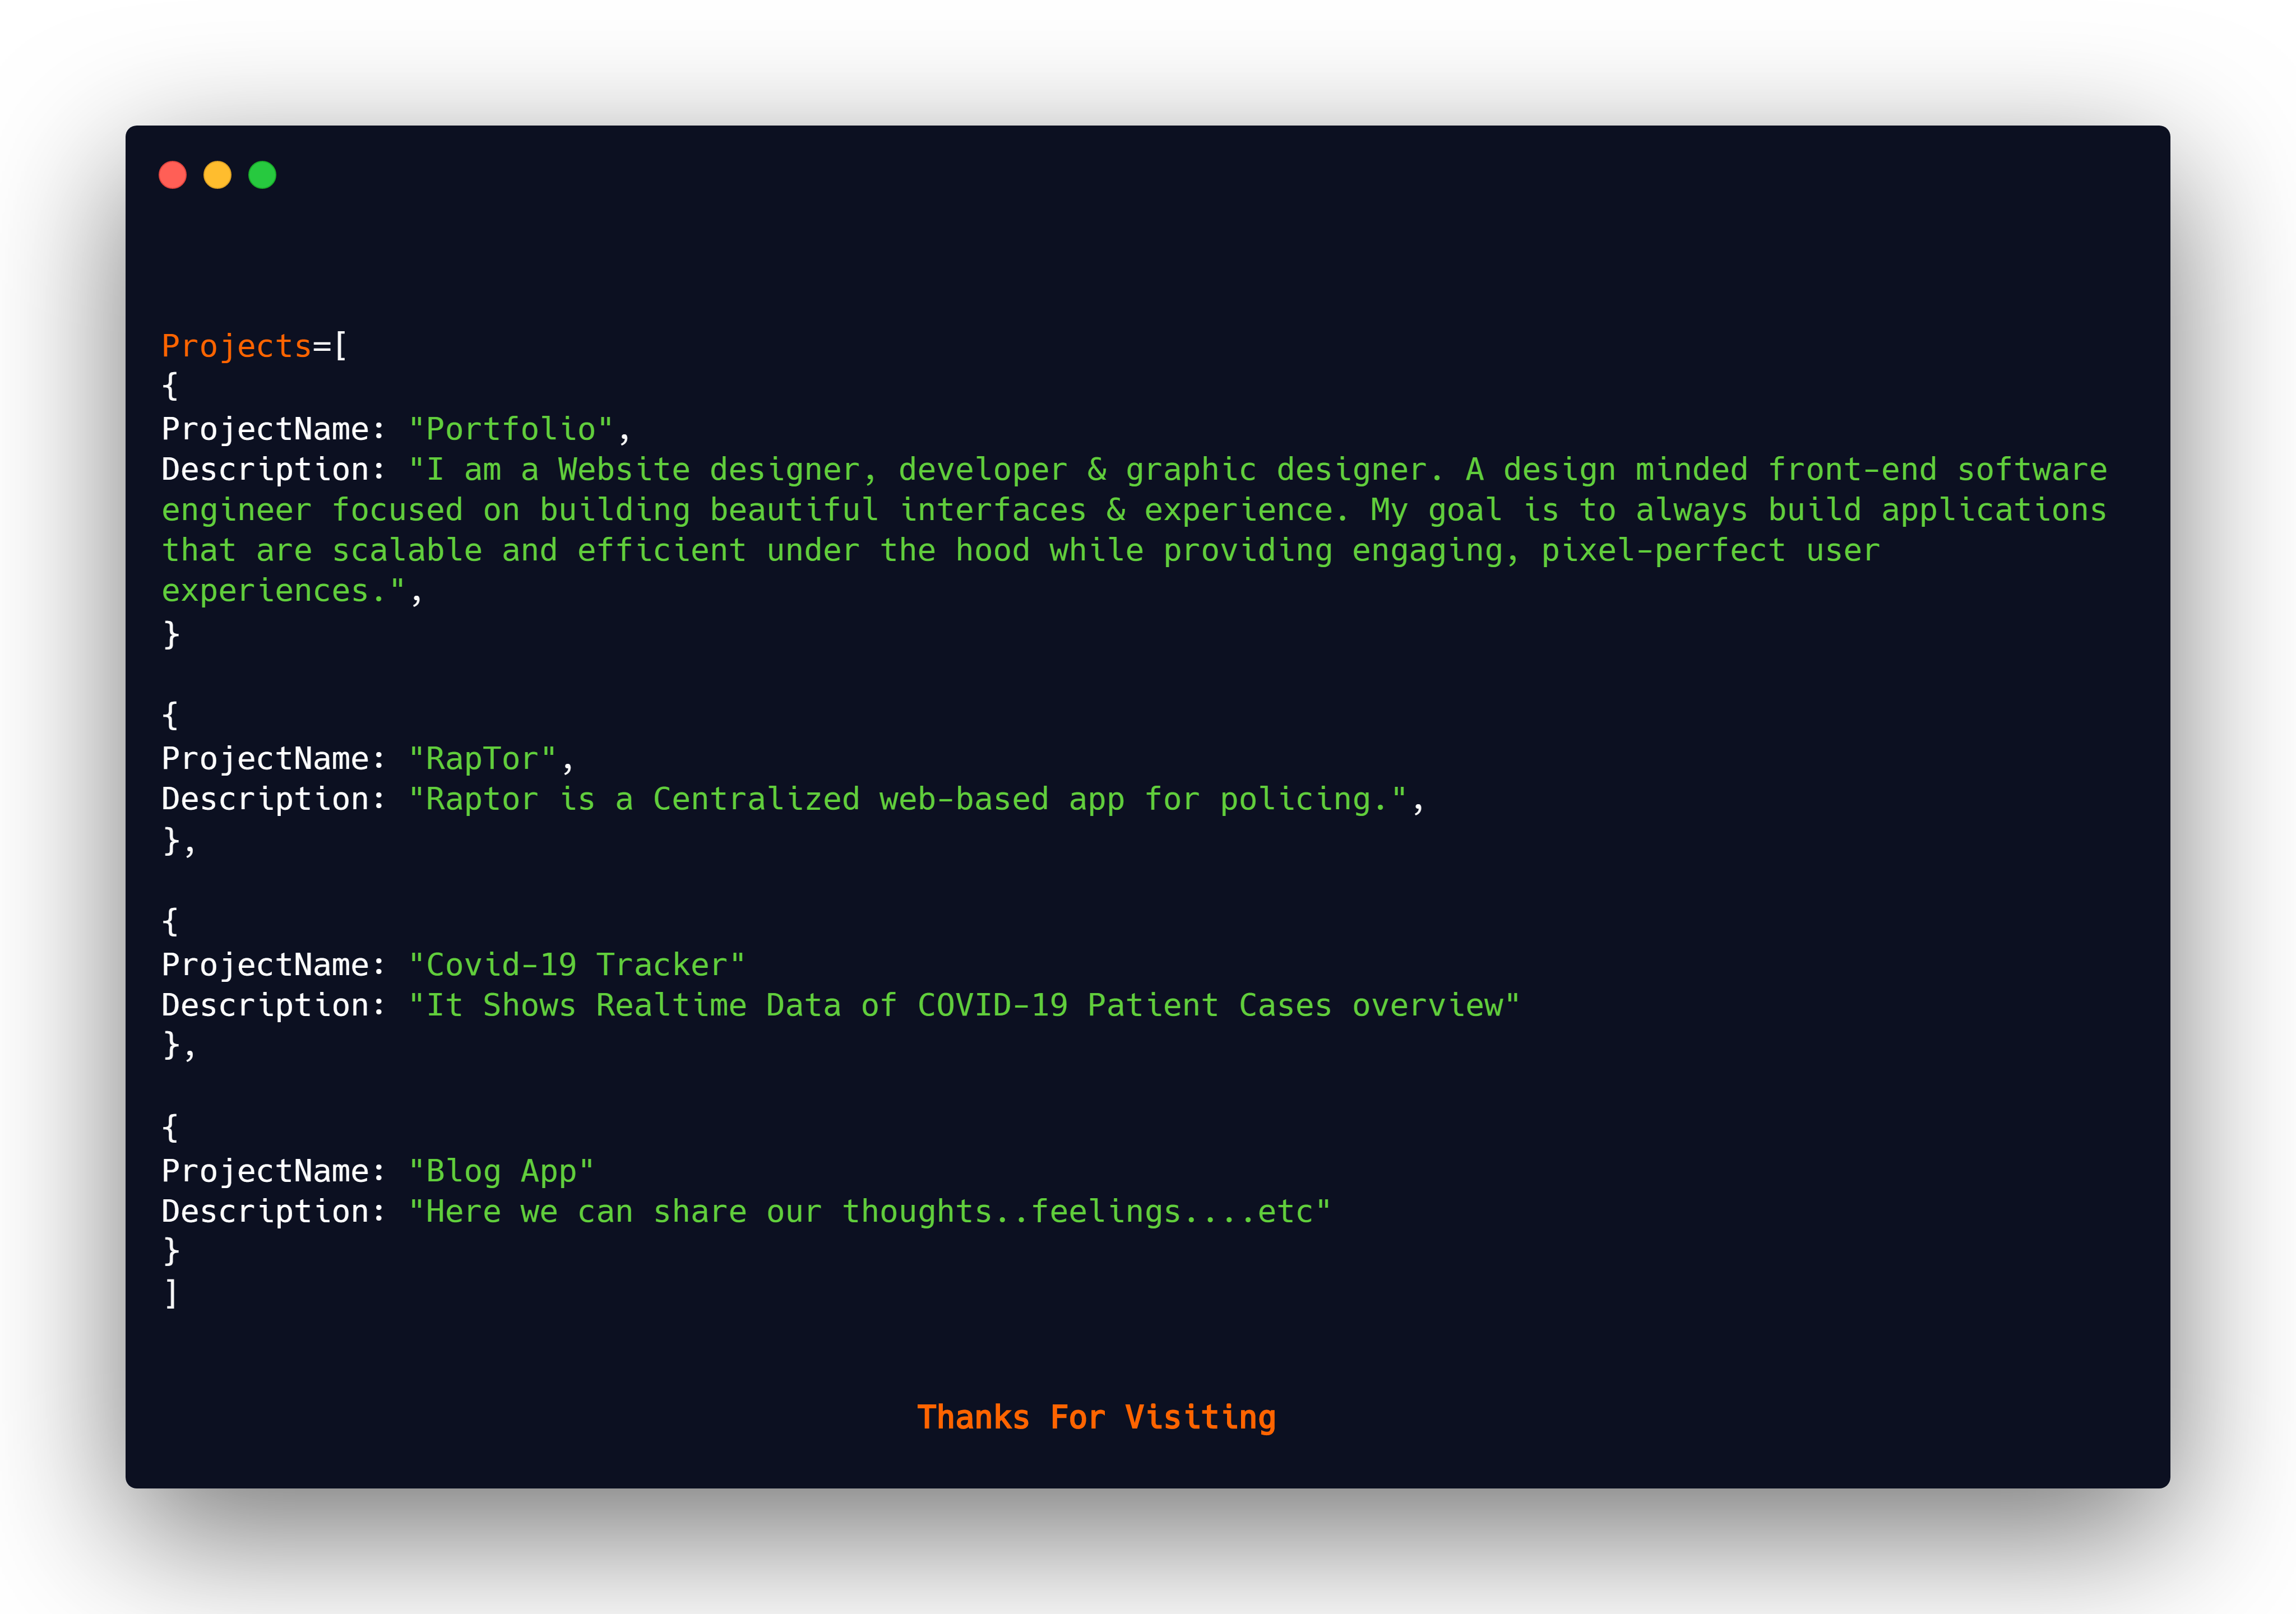 Projects=[
{
ProjectName: "Portfolio",
Description: "I am a Website designer, developer & graphic designer. A design minded front-end software
engineer focused on building beautiful interfaces & experience. My goal is to always build applications
that are scalable and efficient under the hood while providing engaging, pixel-perfect user
experiences.",
}
{
ProjectName: "RapTor",
Description: "Raptor is a Centralized web-based app for policing.",
},
{
ProjectName: "Covid-19 Tracker"
Description: "It Shows Realtime Data of COVID-19 Patient Cases overview"
},
{
ProjectName: "Blog App"
Description: "Here we can share our thoughts..feelings....etc"
}
]
Thanks For Visiting